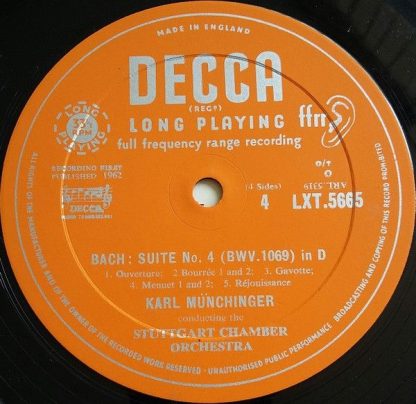 MADE IN ENGLAND
DECCA
(REGD)
LONG PLAYING
ffrr
full frequency range recording
LONG PLAYING
33⅓
RPM
RECORDING FIRST
PUBLISHED 1962
DECCA
(4 Sides)
ARL.5319
4
LXT.5665
BACH: SUITE No. 4 (BWV.1069) in D
1. Ouverture; 2 Bourrée 1 and 2; 3. Gavotte;
4. Menuet 1 and 2; 5. Réjouissance
KARL MÜNCHINGER
conducting the
STUTTGART CHAMBER
ORCHESTRA
ALL RIGHTS OF THE MANUFACTURER AND OF THE OWNER OF THE RECORDED WORK RESERVED · UNAUTHORISED PUBLIC PERFORMANCE BROADCASTING AND COPYING OF THIS RECORD PROHIBITED